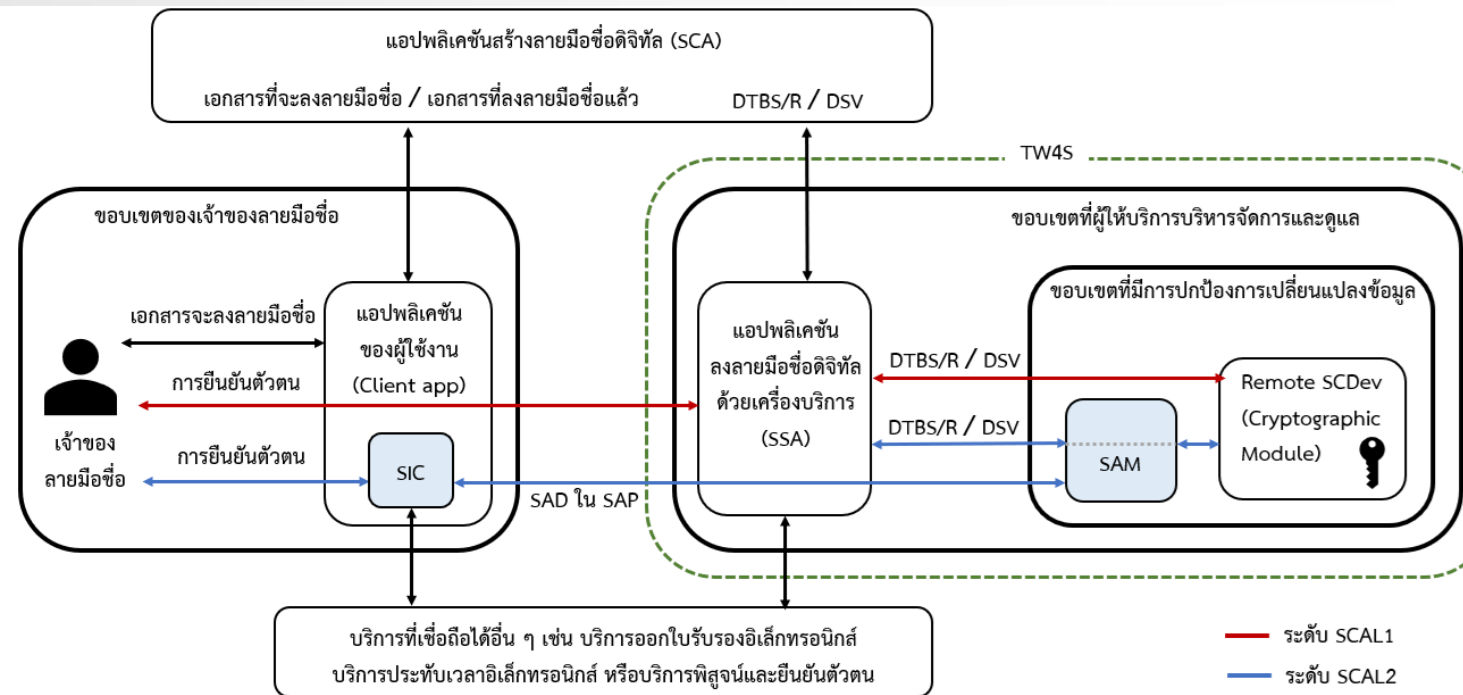 แอปพลิเคชันสร้างลายมือชื่อดิจิทัล (SCA)
เอกสารที่จะลงลายมือชื่อ / เอกสารที่ลงลายมือชื่อแล้ว
DTBS/R / DSV
TW4S
ขอบเขตของเจ้าของลายมือชื่อ
ขอบเขตที่ผู้ให้บริการบริหารจัดการและดูแล
ขอบเขตที่มีการปกป้องการเปลี่ยนแปลงข้อมูล
เอกสารจะลงลายมือชื่อ
แอปพลิเคชัน
ของผู้ใช้งาน
(Client app)
การยืนยันตัวตน
เจ้าของ
ลายมือชื่อ
การยืนยันตัวตน
SIC
SAD ใน SAP
แอปพลิเคชัน
ลงลายมือชื่อดิจิทัล
ด้วยเครื่องบริการ
(SSA)
DTBS/R / DSV
DTBS/R / DSV
SAM
Remote SCDev
(Cryptographic
Module)
บริการที่เชื่อถือได้อื่น ๆ เช่น บริการออกใบรับรองอิเล็กทรอนิกส์
บริการประทับเวลาอิเล็กทรอนิกส์ หรือบริการพิสูจน์และยืนยันตัวตน
ระดับ SCAL1
ระดับ SCAL2